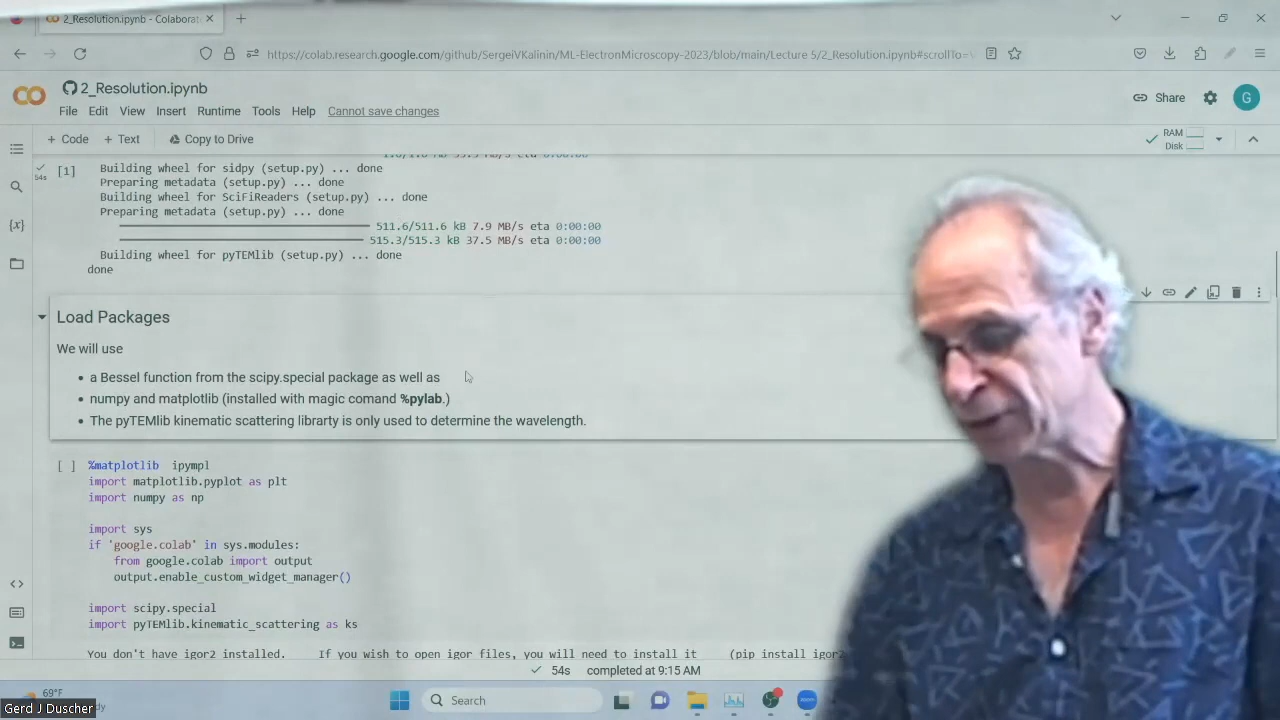 2_Resolution.ipynb - Colaborat
https://colab.research.google.com/github/SergeiVKalinin/ML-ElectronMicroscopy-2023/blob/main/Lecture 5/2_Resolution.ipynb#scrollTo=
2_Resolution.ipynb
File Edit View Insert Runtime Tools Help Cannot save changes
Share
G
+ Code + Text Copy to Drive
RAM
Disk
[1]
54s
Building wheel for sidpy (setup.py) ... done
Preparing metadata (setup.py) ... done
Building wheel for SciFiReaders (setup.py) ... done
Preparing metadata (setup.py) ... done
511.6/511.6 kB 7.9 MB/s eta 0:00:00
515.3/515.3 kB 37.5 MB/s eta 0:00:00
Building wheel for pyTEMlib (setup.py) ... done
done
Load Packages
We will use
• a Bessel function from the scipy.special package as well as
• numpy and matplotlib (installed with magic comand %pylab.)
• The pyTEMlib kinematic scattering librarty is only used to determine the wavelength.
[ ] %matplotlib ipympl
import matplotlib.pyplot as plt
import numpy as np
import sys
if 'google.colab' in sys.modules:
from google.colab import output
output.enable_custom_widget_manager()
import scipy.special
import pyTEMlib.kinematic_scattering as ks
You don't have igor2 installed. If you wish to open igor files, you will need to install it (pip install igor2
54s completed at 9:15 AM
69°F
Search
Gerd J Duscher